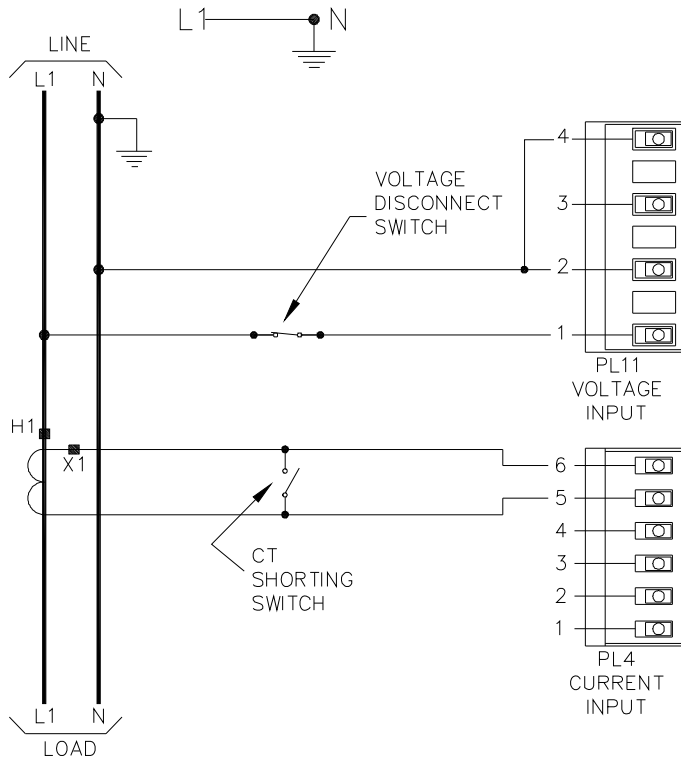 L1 N
LINE
L1 N
VOLTAGE
DISCONNECT
SWITCH
4
3
2
1
PL11
VOLTAGE
INPUT
H1
X1
6
5
4
3
2
1
CT
SHORTING
SWITCH
PL4
CURRENT
INPUT
L1 N
LOAD